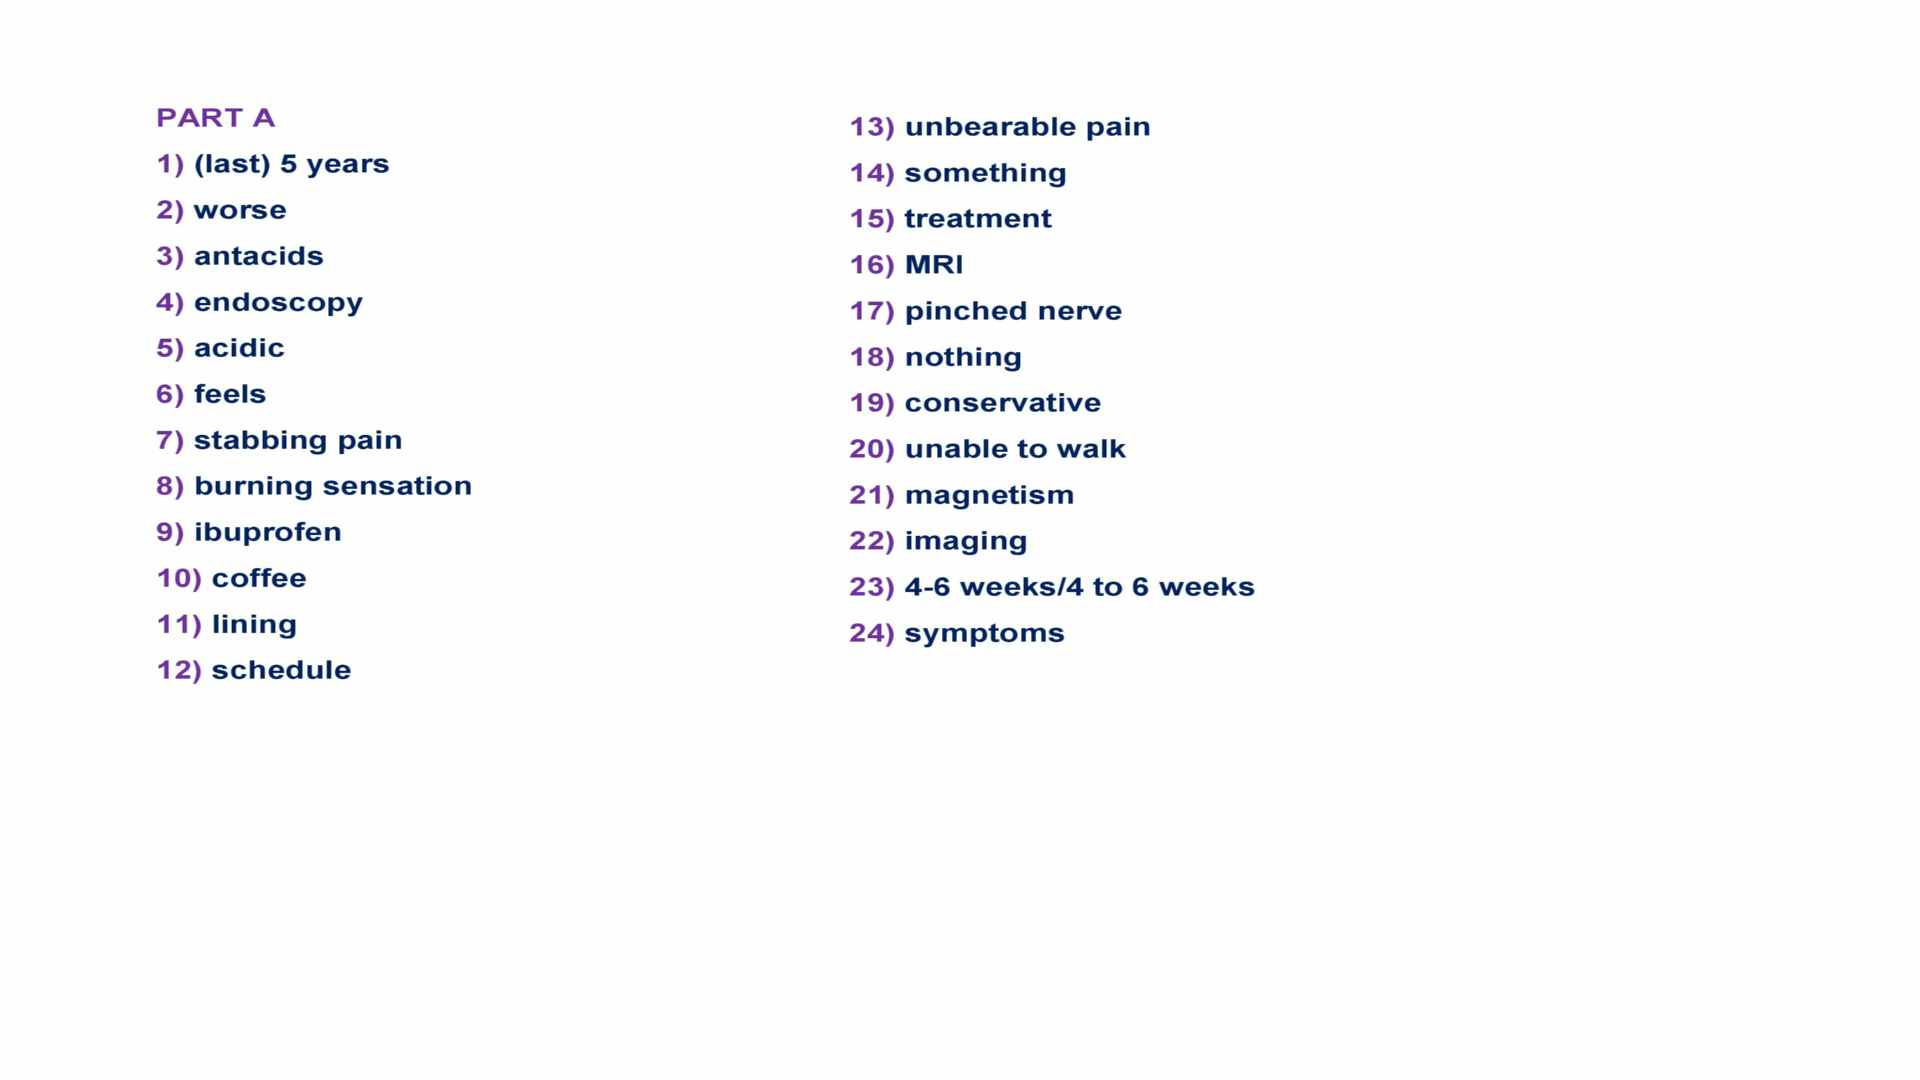 PART A
1) (last) 5 years
2) worse
3) antacids
4) endoscopy
5) acidic
6) feels
7) stabbing pain
8) burning sensation
9) ibuprofen
10) coffee
11) lining
12) schedule
13) unbearable pain
14) something
15) treatment
16) MRI
17) pinched nerve
18) nothing
19) conservative
20) unable to walk
21) magnetism
22) imaging
23) 4-6 weeks/4 to 6 weeks
24) symptoms